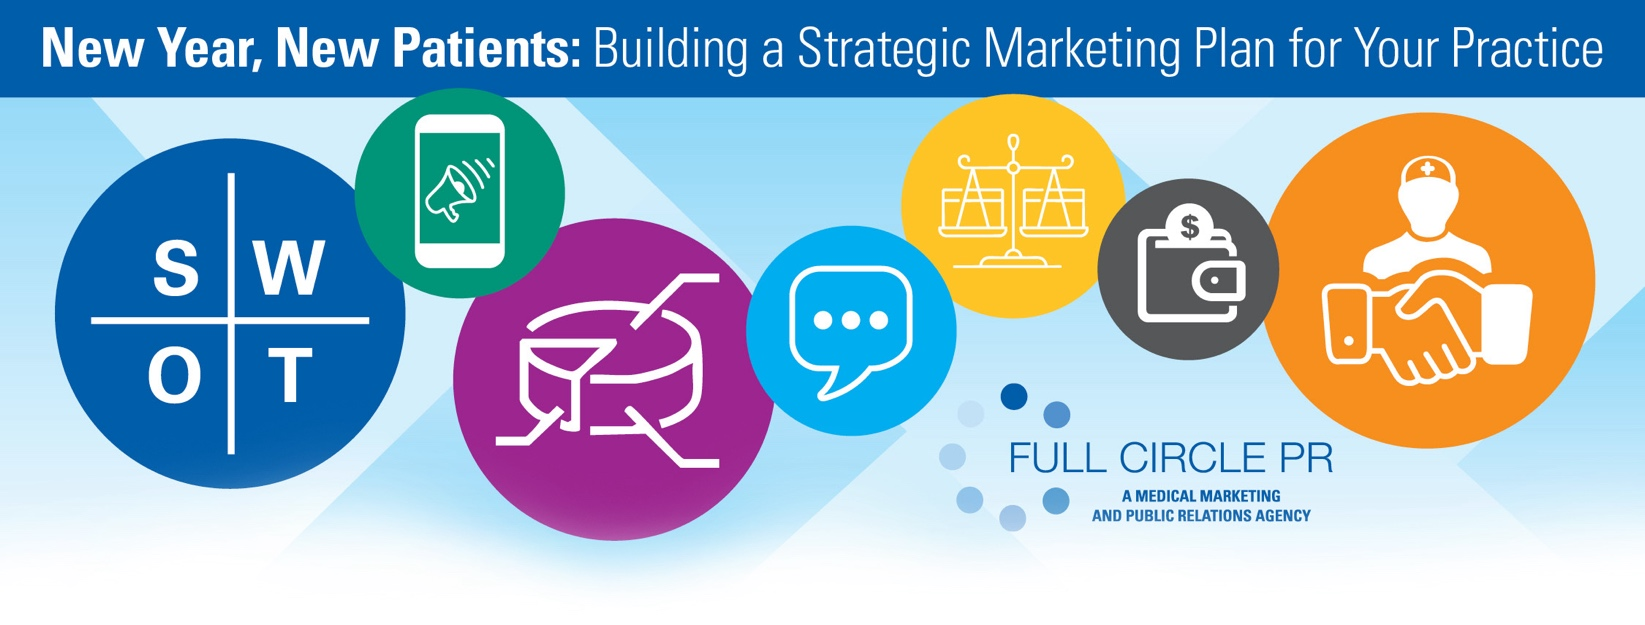 New Year, New Patients: Building a Strategic Marketing Plan for Your Practice
S W
O T
$
FULL CIRCLE PR
A MEDICAL MARKETING
AND PUBLIC RELATIONS AGENCY